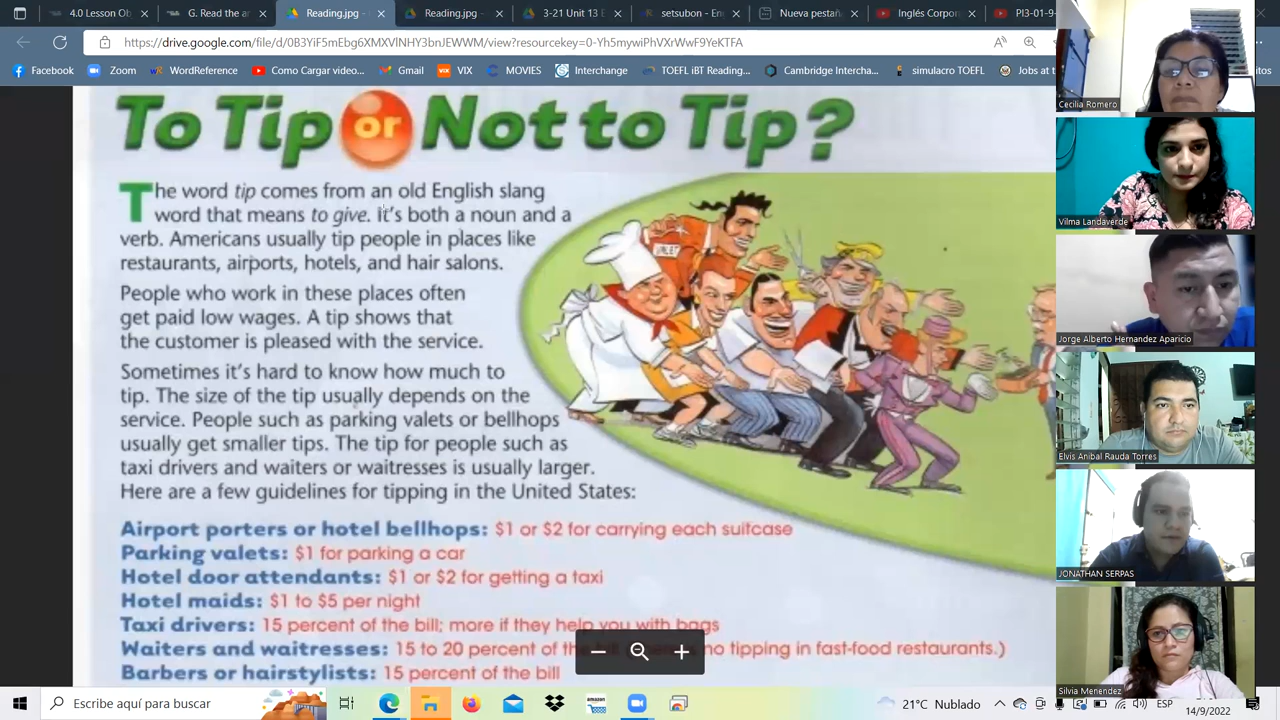 4.0 Lesson Ob
G. Read the ar
Tipping.jpg -
Reading.jpg
3-21 Unit 13 E
etsubon - En
Nueva pestañ
Inglés
PI3-01-9-
https://drive.google.com/file/d/0B3YiF5mEbg6XMXVlNHY3bnJEWWM/view?resourcekey=0-Yh5mywiPhVXrWwF9YeKTFA
Facebook
Zoom
WordReference
Como Cargar vídeos...
Gmail
VIX
Interchange
TOEFL iBT Reading...
Cambridge Intercha...
simulacro TOEFL
Jobs at t
To Tip or Not to Tip?
The word tip comes from an old English slang
word that means to give. It's both a noun and a
verb. Americans usually tip people in places like
restaurants, airports, hotels, and hair salons.
People who work in these places often
get paid low wages. A tip shows that
the customer is pleased with the service.
Sometimes it's hard to know how much to
tip. The size of the tip usually depends on the
service. People such as parking valets or bellhops
usually get smaller tips. The tip for people such as
taxi drivers and waiters or waitresses is usually larger.
Here are a few guidelines for tipping in the United States:
Airport porters or hotel bellhops: $1 or $2 for carrying each suitcase
Parking valets: $1 for parking a car
Hotel door attendants: $1 or $2 for getting a taxi
Hotel maids: $1 to $5 per night
Taxi drivers: 15 percent of the bill; more if they help you with bags
Waiters and waitresses: 15 to 20 percent of the no tipping in fast-food restaurants.)
Barbers or hairstylists: 15 percent of the bill
VALET
Cecilia Romero
Vilma Landaverde
Jorge Alberto Hernandez Aparicio
Elvis Anibal Rauda Torres
JONATHAN SERPAS
Silvia Menéndez
Escribe aquí para buscar.
amazon
21°C Nublado
ESP
14/9/2022